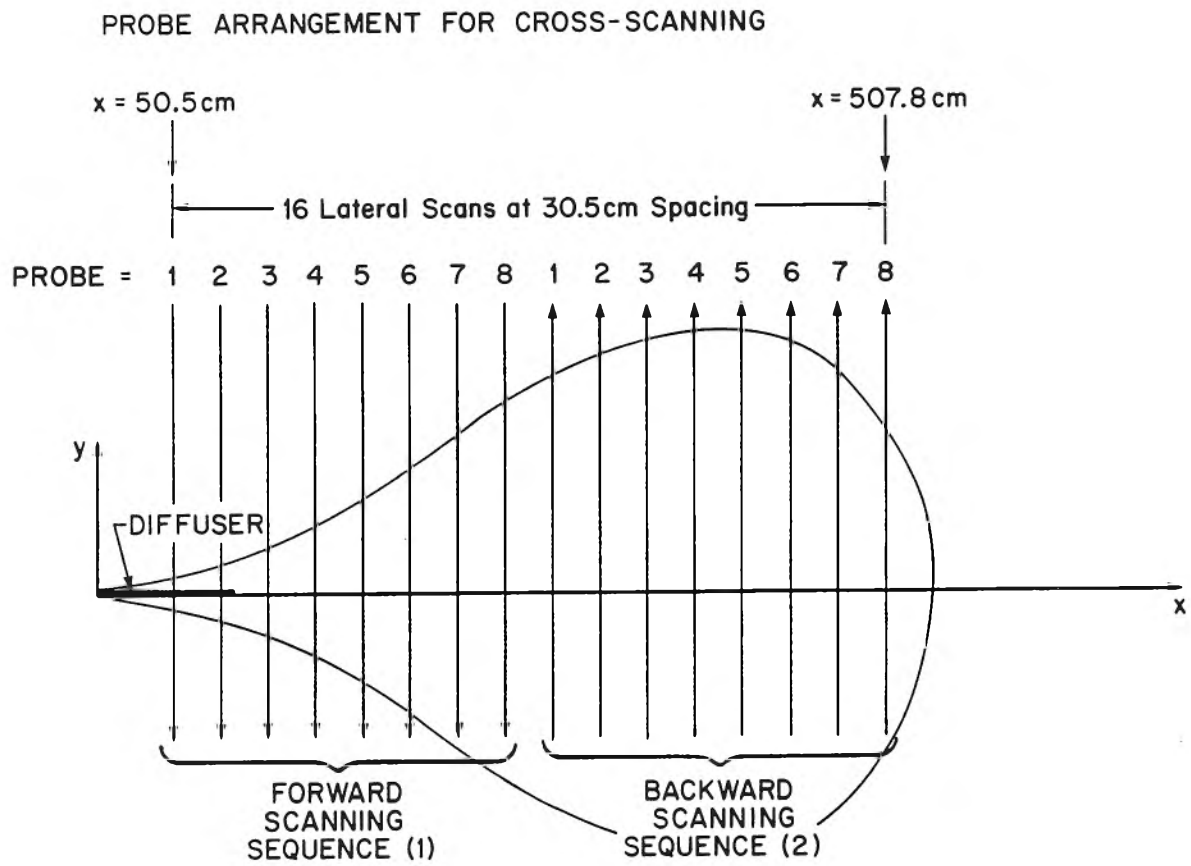 PROBE ARRANGEMENT FOR CROSS-SCANNING
x = 50.5 cm
x = 507.8 cm
16 Lateral Scans at 30.5cm Spacing
PROBE = 1 2 3 4 5 6 7 8 1 2 3 4 5 6 7 8
y
DIFFUSER
x
FORWARD
SCANNING
SEQUENCE (1)
BACKWARD
SCANNING
SEQUENCE (2)